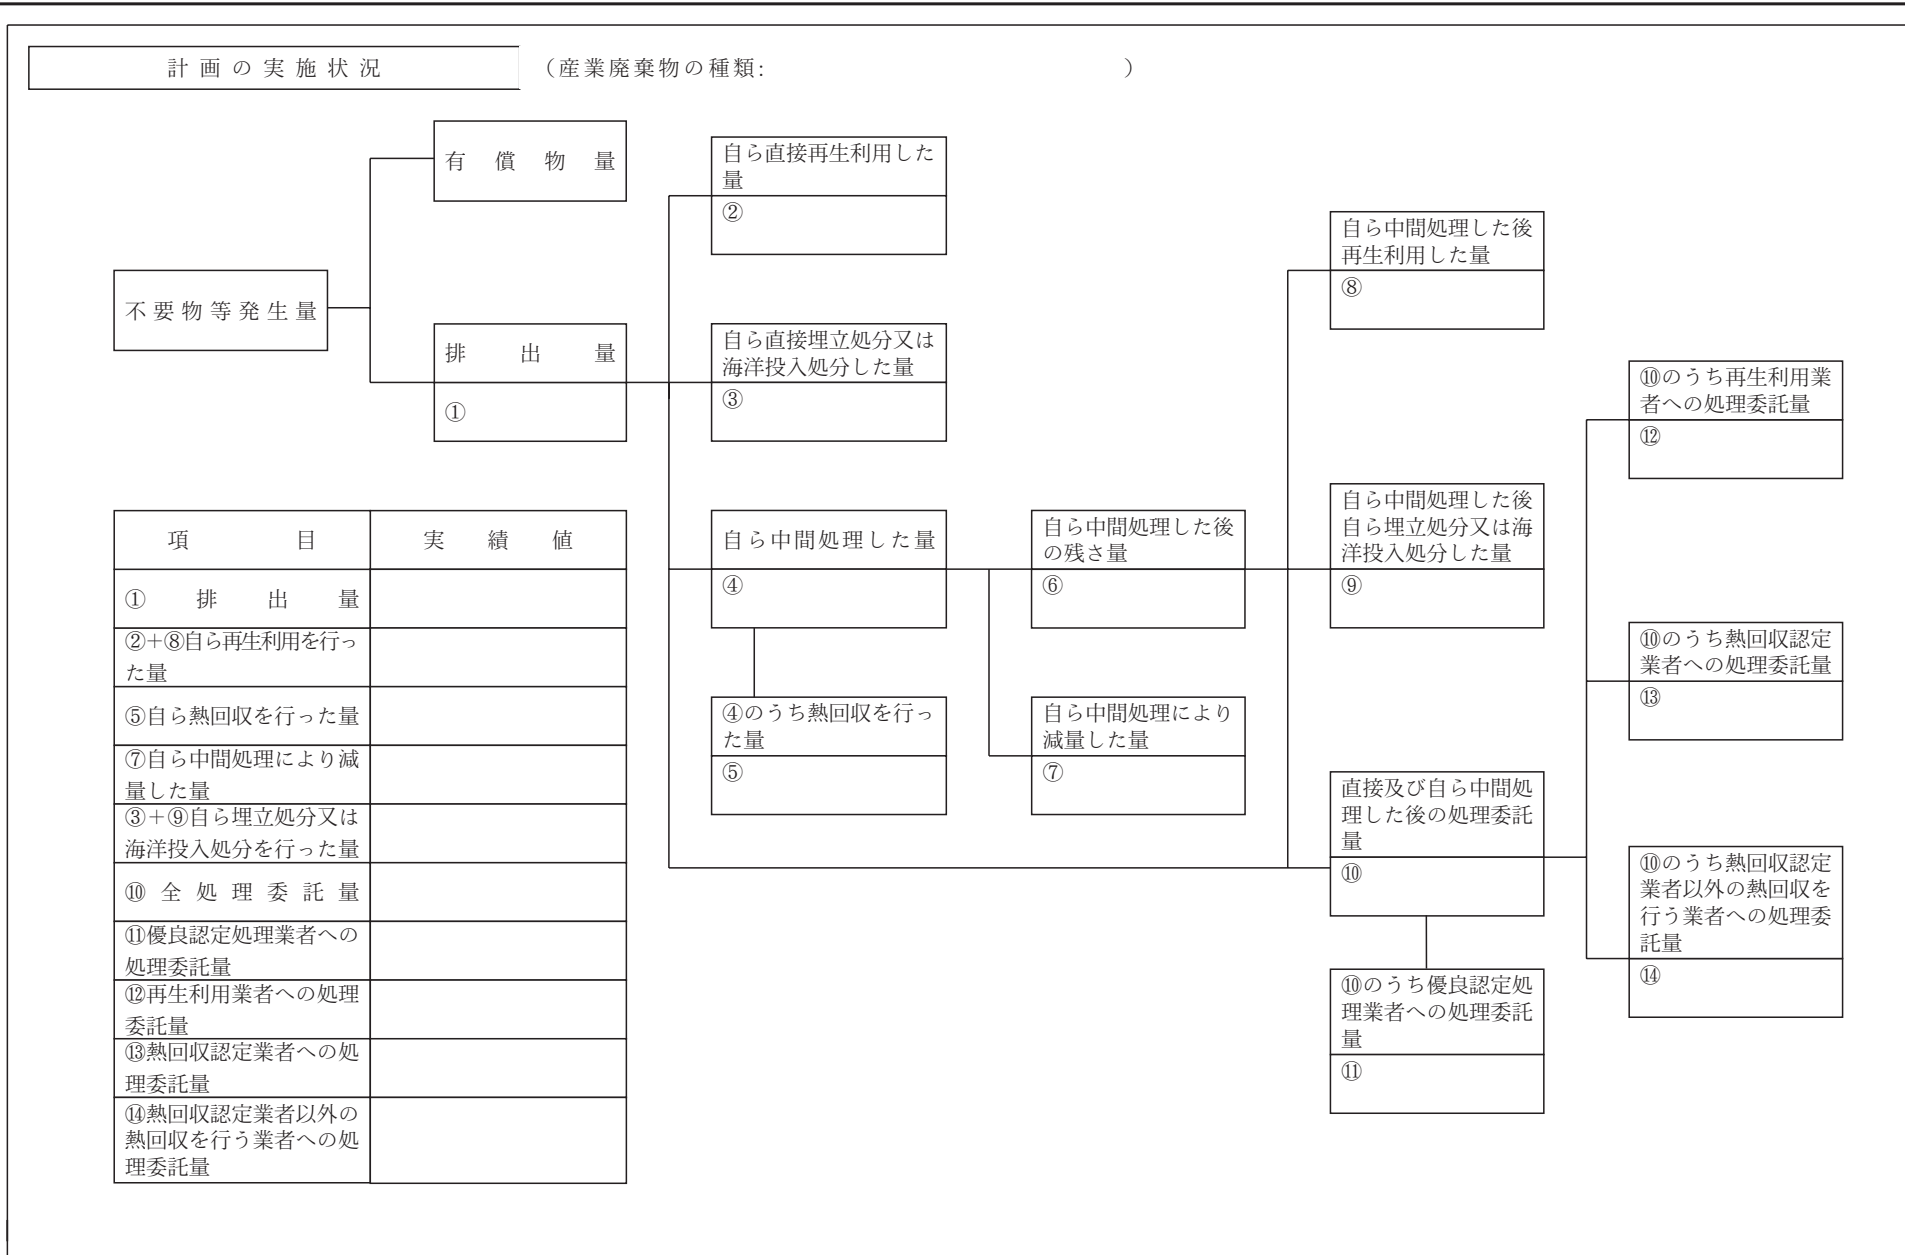 計画の実施状況
（産業廃棄物の種類:　　　　　　　　　　　　　　）
有償物量
自ら直接再生利用した
量
②
自ら中間処理した後
再生利用した量
⑧
不要物等発生量
排出量
①
自ら直接埋立処分又は
海洋投入処分した量
③
⑩のうち再生利用業
者への処理委託量
⑫
自ら中間処理した量
④
自ら中間処理した後
の残さ量
⑥
自ら中間処理した後
自ら埋立処分又は海
洋投入処分した量
⑨
⑩のうち熱回収認定
業者への処理委託量
⑬
④のうち熱回収を行っ
た量
⑤
自ら中間処理により
減量した量
⑦
直接及び自ら中間処
理した後の処理委託
量
⑩
⑩のうち熱回収認定
業者以外の熱回収を
行う業者への処理委
託量
⑭
⑩のうち優良認定処
理業者への処理委託
量
⑪
項目
実績値
①排出量
②＋⑧自ら再生利用を行っ
た量
⑤自ら熱回収を行った量
⑦自ら中間処理により減
量した量
③＋⑨自ら埋立処分又は
海洋投入処分を行った量
⑩全処理委託量
⑪優良認定処理業者への
処理委託量
⑫再生利用業者への処理
委託量
⑬熱回収認定業者への処
理委託量
⑭熱回収認定業者以外の
熱回収を行う業者への処
理委託量